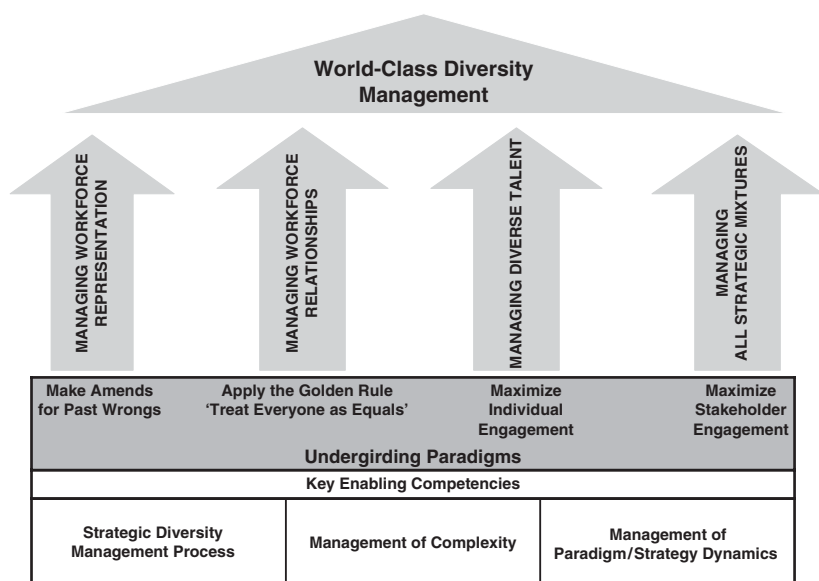 World-Class Diversity
Management
MANAGING WORKFORCE
REPRESENTATION
MANAGING WORKFORCE
RELATIONSHIPS
MANAGING DIVERSE TALENT
MANAGING
ALL STRATEGIC MIXTURES
Make Amends
for Past Wrongs
Apply the Golden Rule
‘Treat Everyone as Equals’
Maximize
Individual
Engagement
Maximize
Stakeholder
Engagement
Undergirding Paradigms
Key Enabling Competencies
Strategic Diversity
Management Process
Management of Complexity
Management of
Paradigm/Strategy Dynamics